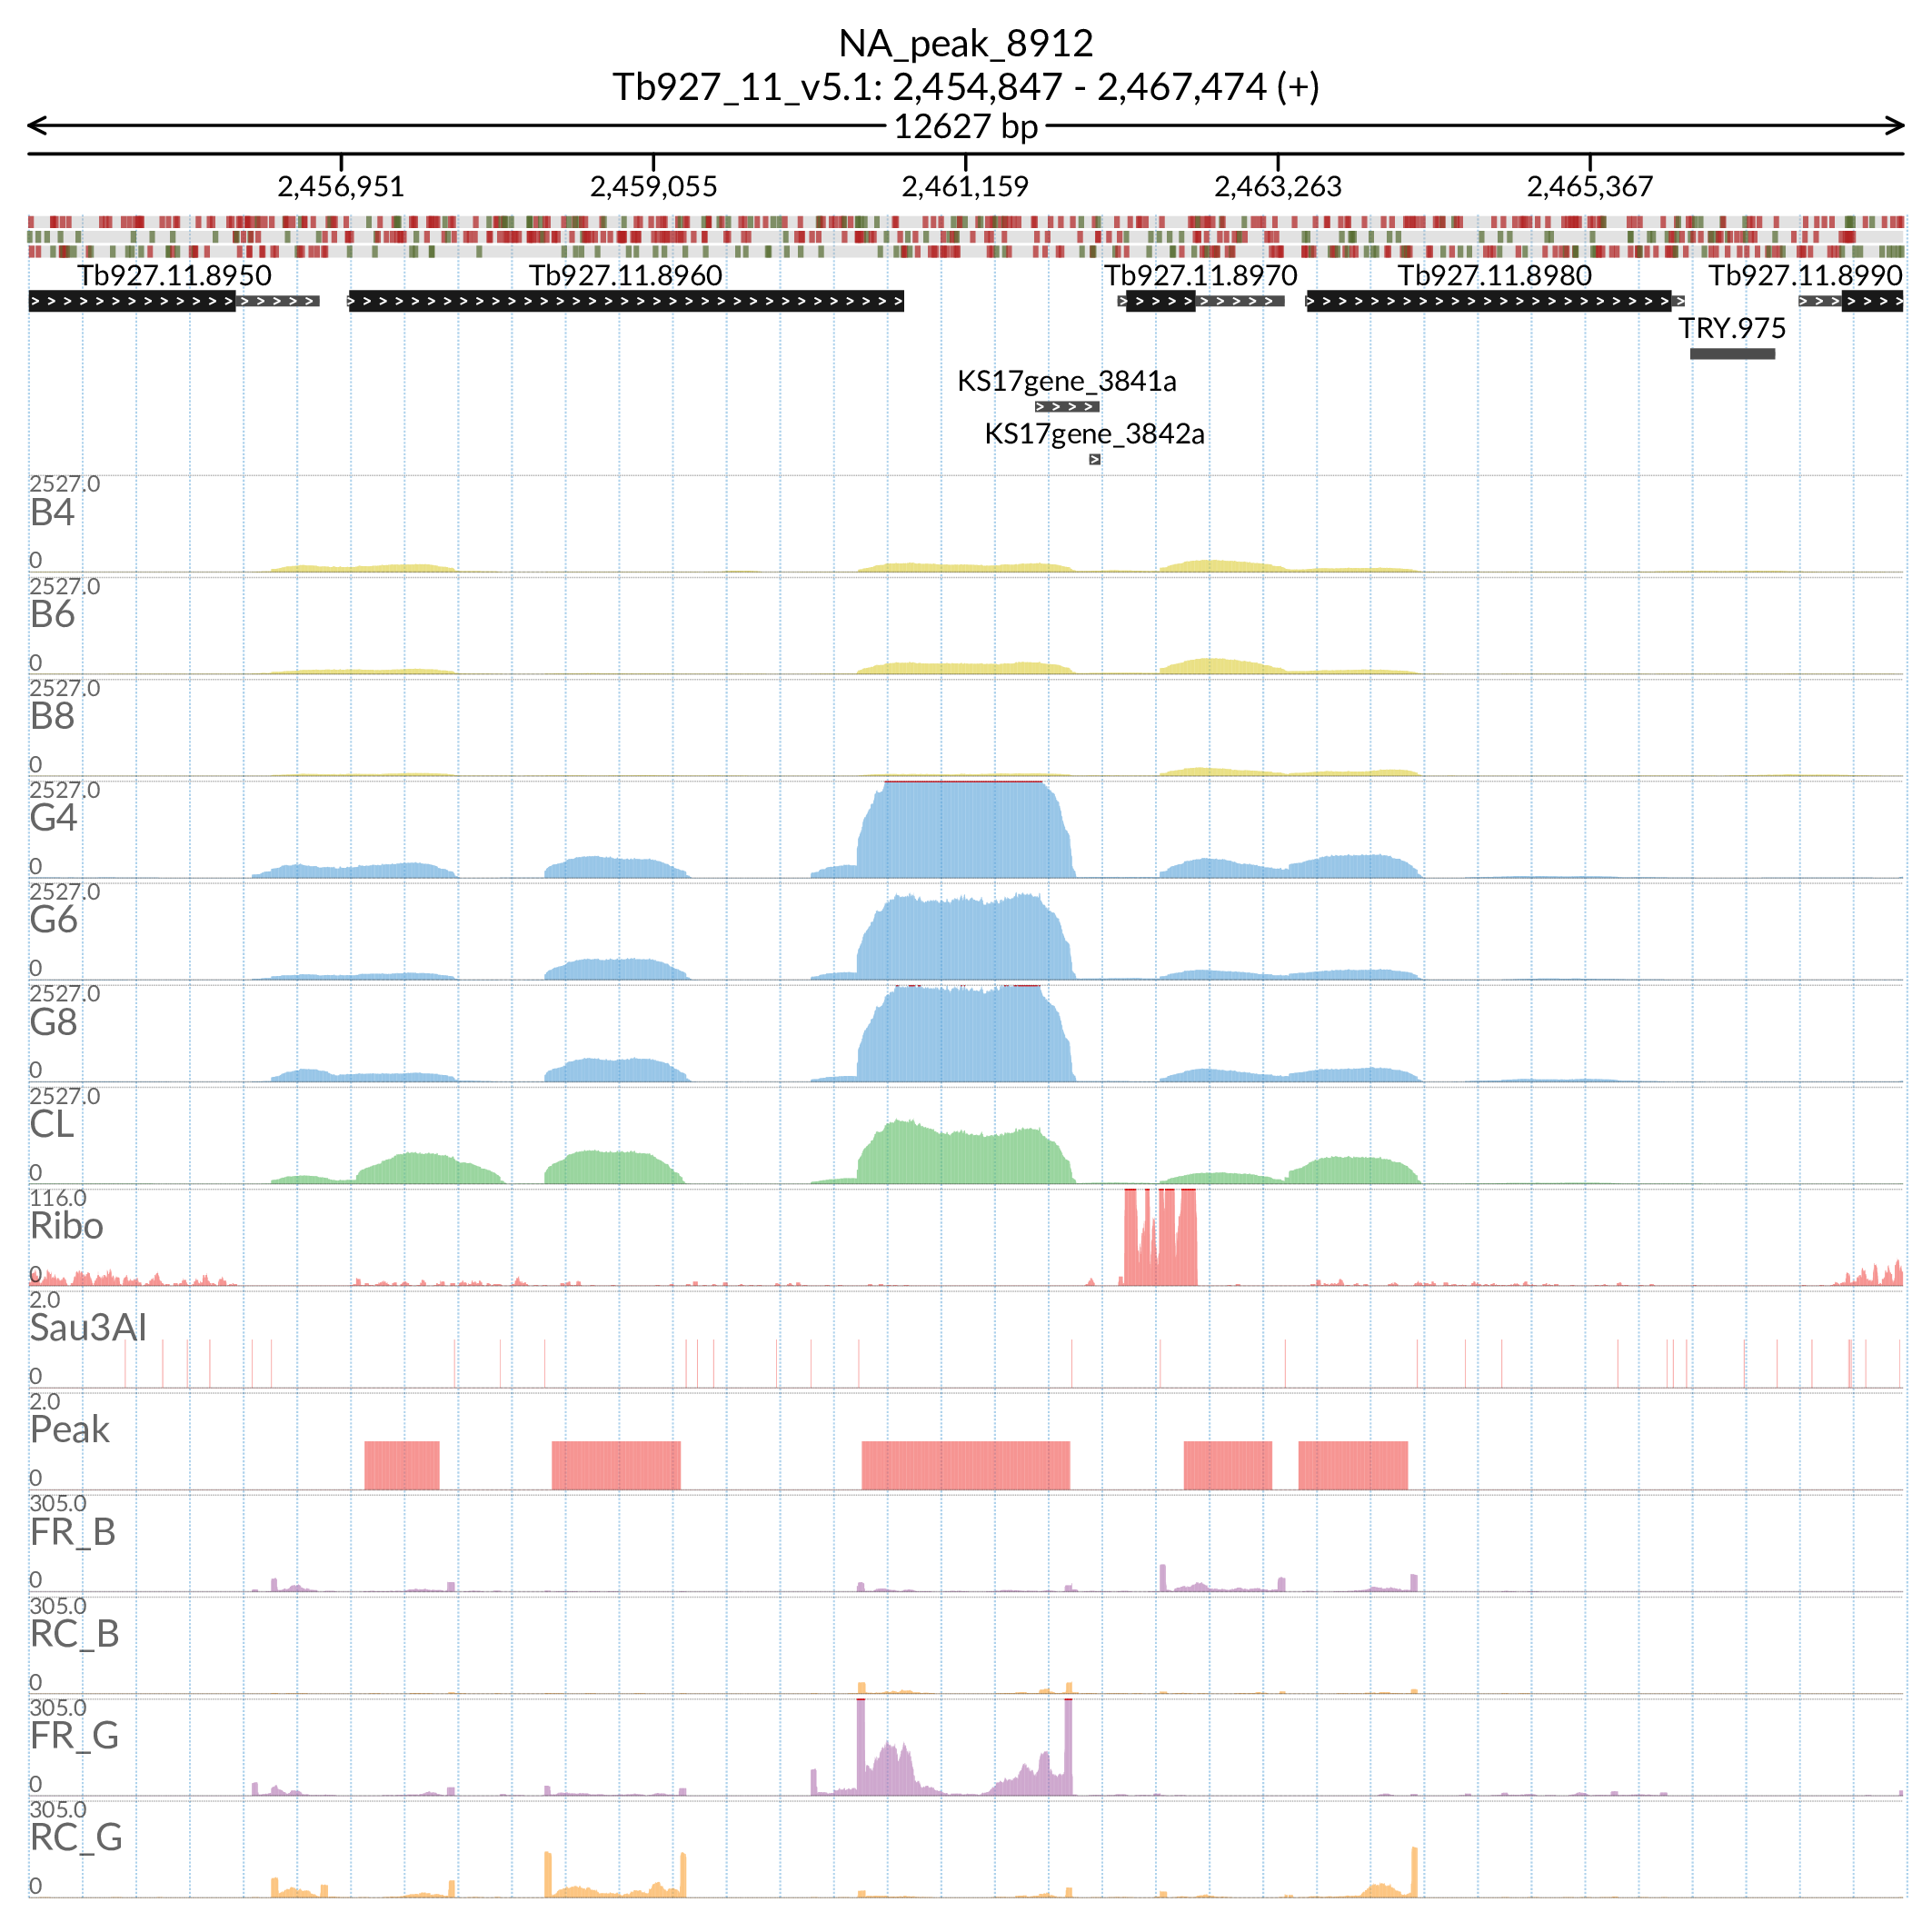 NA_peak_8912
Tb927_11_v5.1: 2,454,847 - 2,467,474 (+)
12627 bp
2,456,951 2,459,055 2,461,159 2,463,263 2,465,367
Tb927.11.8950 Tb927.11.8960 Tb927.11.8970 Tb927.11.8980 Tb927.11.8990
TRY.975
KS17gene_3841a
KS17gene_3842a
2527.0
B4
0
2527.0
B6
0
2527.0
B8
0
2527.0
G4
0
2527.0
G6
0
2527.0
G8
0
2527.0
CL
0
116.0
Ribo
0
2.0
Sau3AI
0
2.0
Peak
0
305.0
FR_B
0
305.0
RC_B
0
305.0
FR_G
0
305.0
RC_G
0